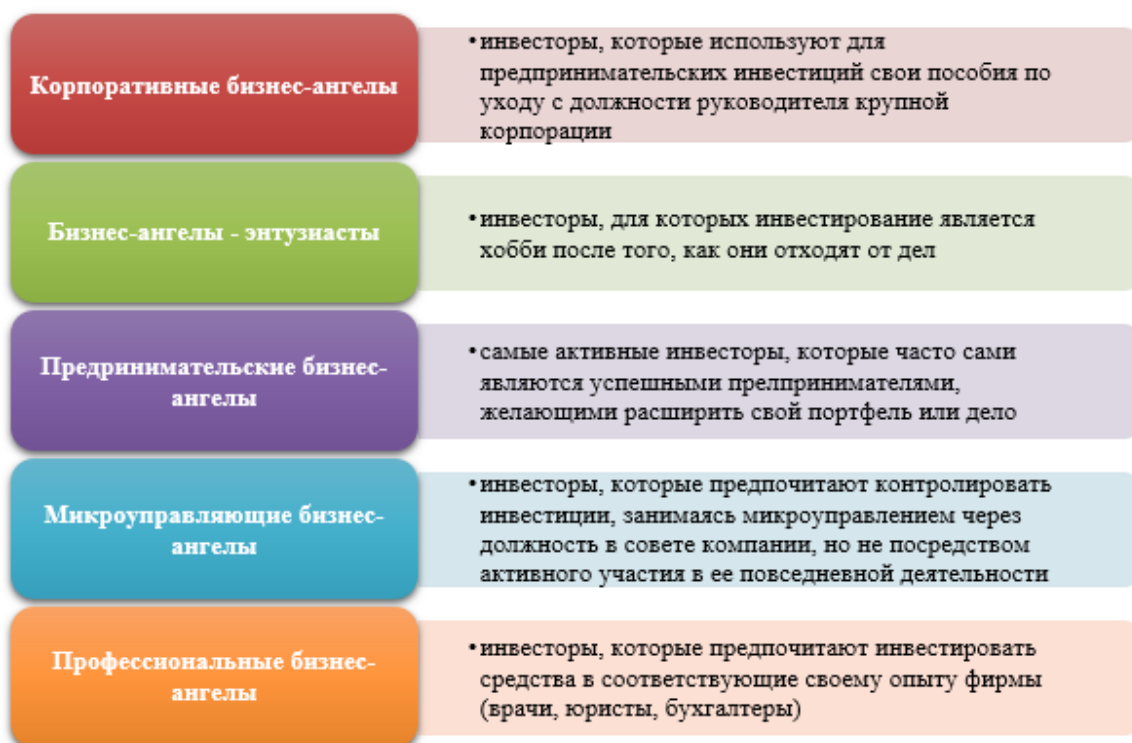 Корпоративные бизнес-ангелы
•инвесторы, которые используют для
предпринимательских инвестиций свои пособия по
уходу с должности руководителя крупной
корпорации
Бизнес-ангелы - энтузиасты
•инвесторы, для которых инвестирование является
хобби после того, как они отходят от дел
Предринимательские бизнес-
ангелы
•самые активные инвесторы, которые часто сами
являются успешными прелпринимателями,
желающими расширить свой портфель или дело
Микроуправляющие бизнес-
ангелы
•инвесторы, которые предпочитают контролировать
инвестиции, занимаясь микроуправлением через
должность в совете компании, но не посредством
активного участия в ее повседневной деятельности
Профессиональные бизнес-
ангелы
•инвесторы, которые предпочитают инвестировать
средства в соответствующие своему опыту фирмы
(врачи, юристы, бухгалтеры)